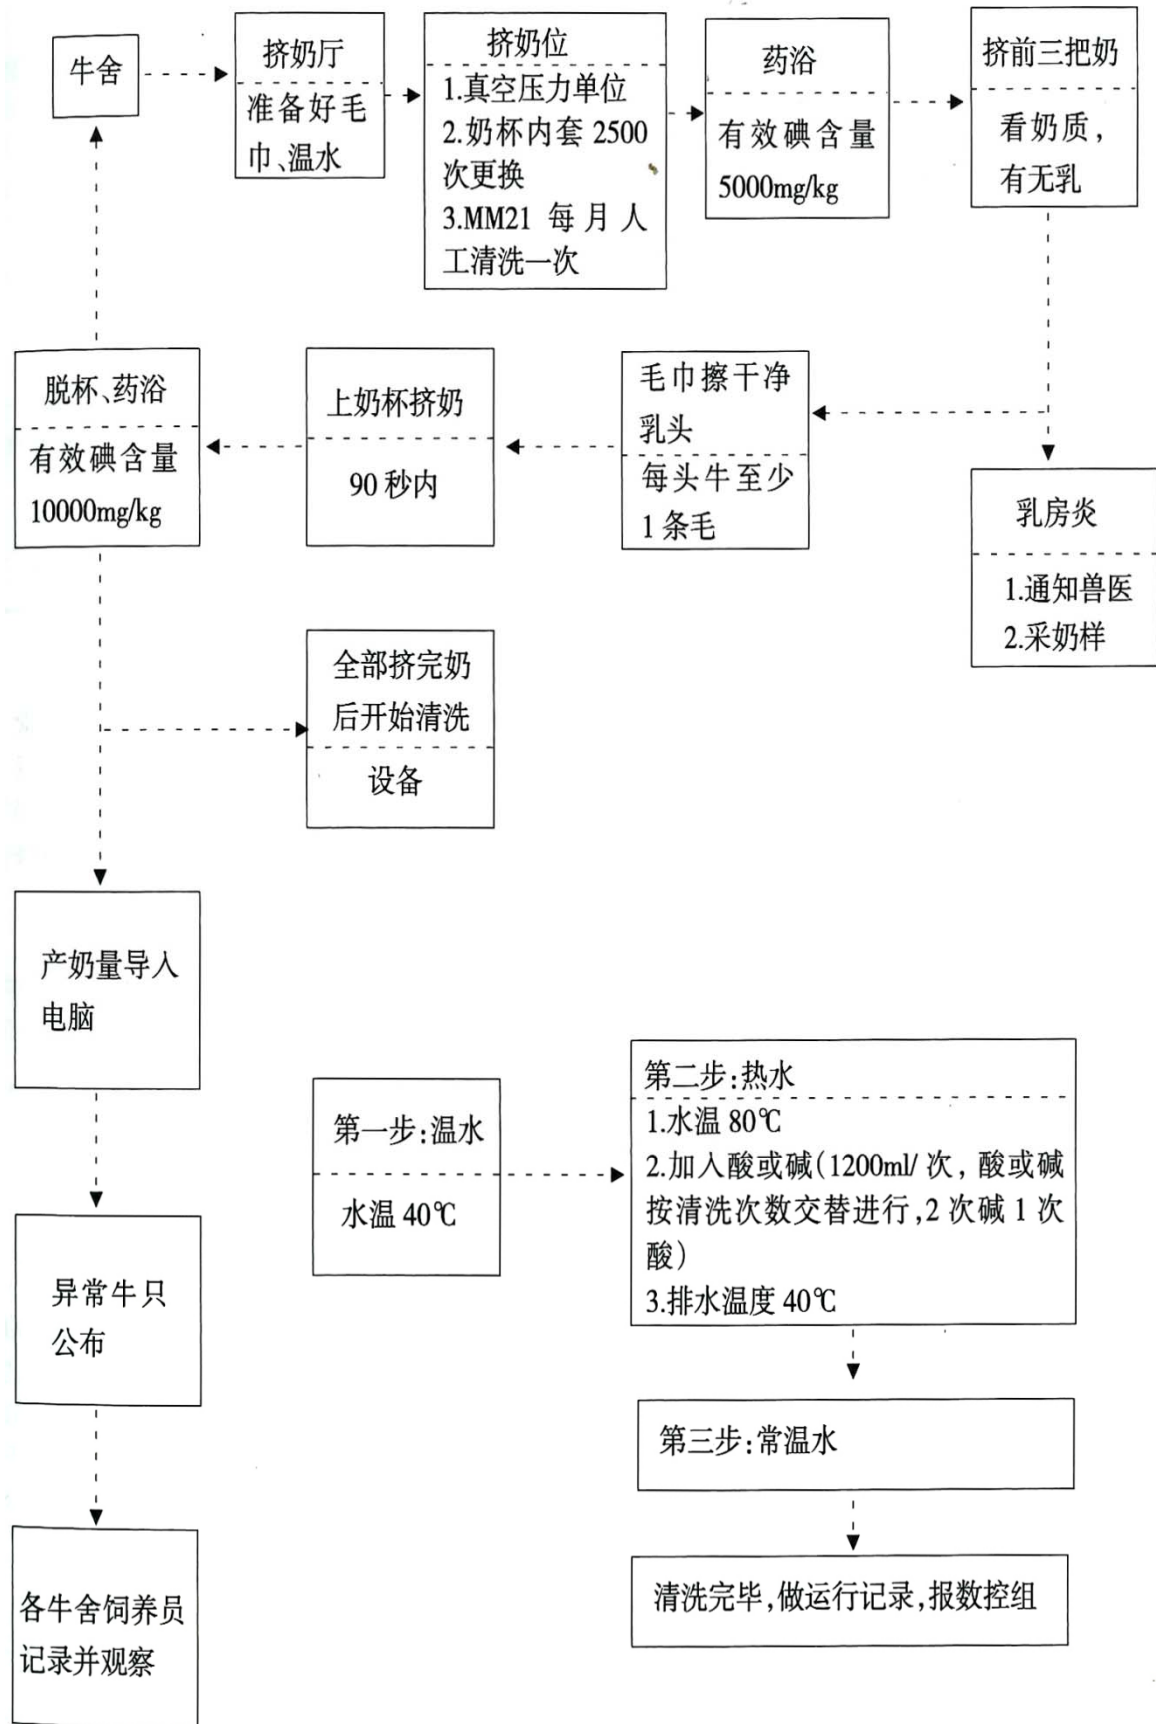 牛舍
挤奶厅
准备好毛
巾、温水
挤奶位
1.真空压力单位
2.奶杯内套 2500
次更换
3.MM21 每月人
工清洗一次
药浴
有效碘含量
5000mg/kg
挤前三把奶
看奶质，
有无乳
脱杯、药浴
有效碘含量
10000mg/kg
上奶杯挤奶
90 秒内
毛巾擦干净
乳头
每头牛至少
1 条毛
乳房炎
1.通知兽医
2.采奶样
全部挤完奶
后开始清洗
设备
产奶量导入
电脑
异常牛只
公布
各牛舍饲养员
记录并观察
第一步:温水
水温 40℃
第二步:热水
1.水温 80℃
2.加入酸或碱(1200ml/ 次，酸或碱
按清洗次数交替进行,2 次碱 1 次
酸)
3.排水温度 40℃
第三步:常温水
清洗完毕,做运行记录,报数控组